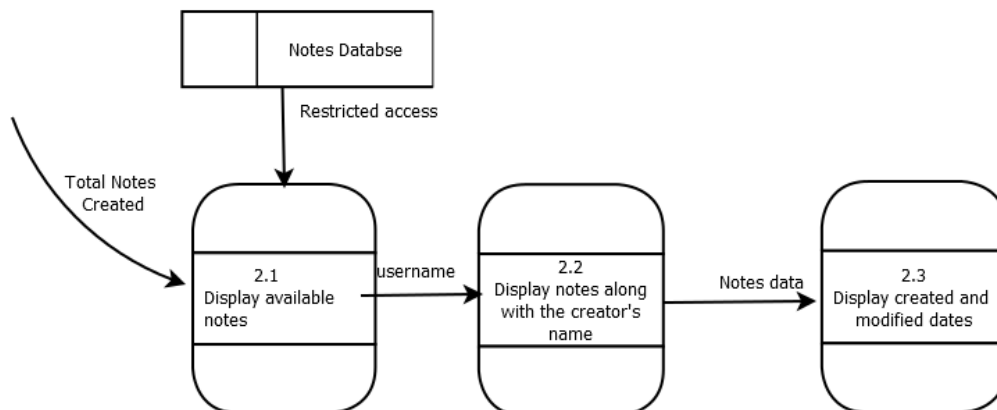 Notes Databse
Restricted access
Total Notes
Created
2.1
Display available
notes
username
2.2
Display notes along
with the creator's
name
Notes data
2.3
Display created and
modified dates